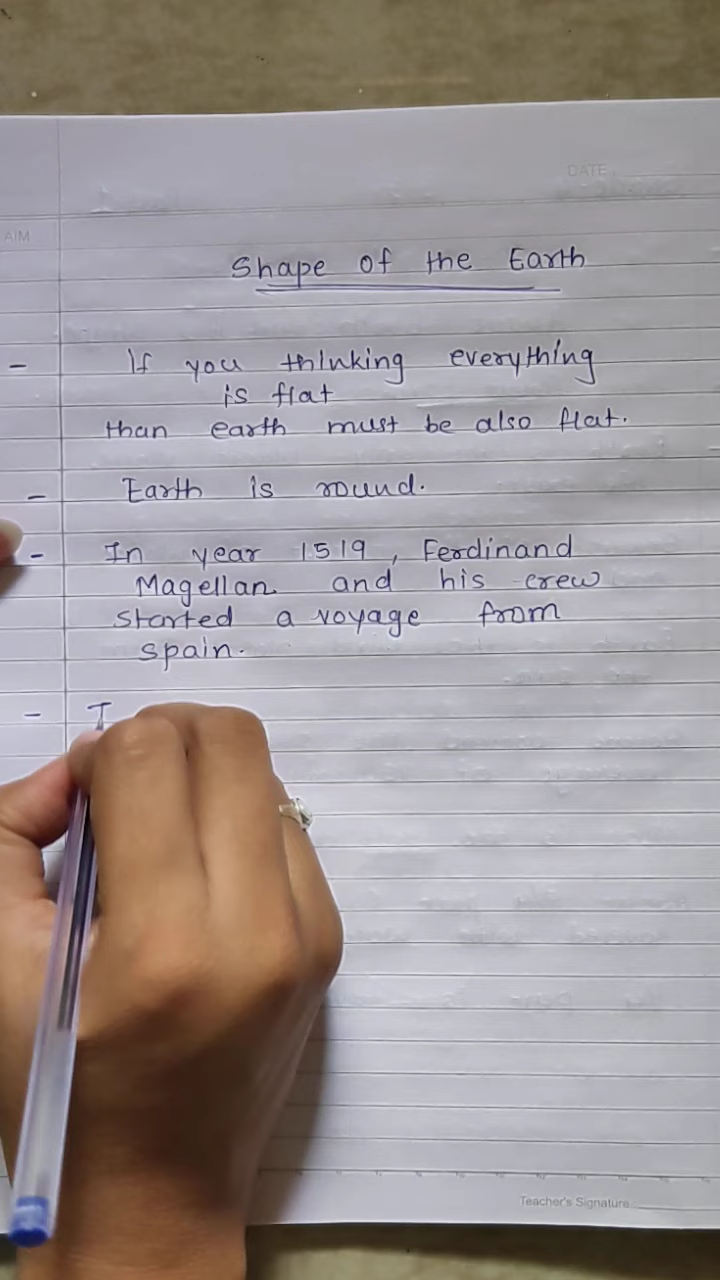 DATE
AIM
Shape of the Earth
- If you thinking everything
is flat
than earth must be also flat.
- Earth is round.
- In year 1519, Ferdinand
Magellan and his crew
started a voyage from
spain.
- I
Teacher's Signature